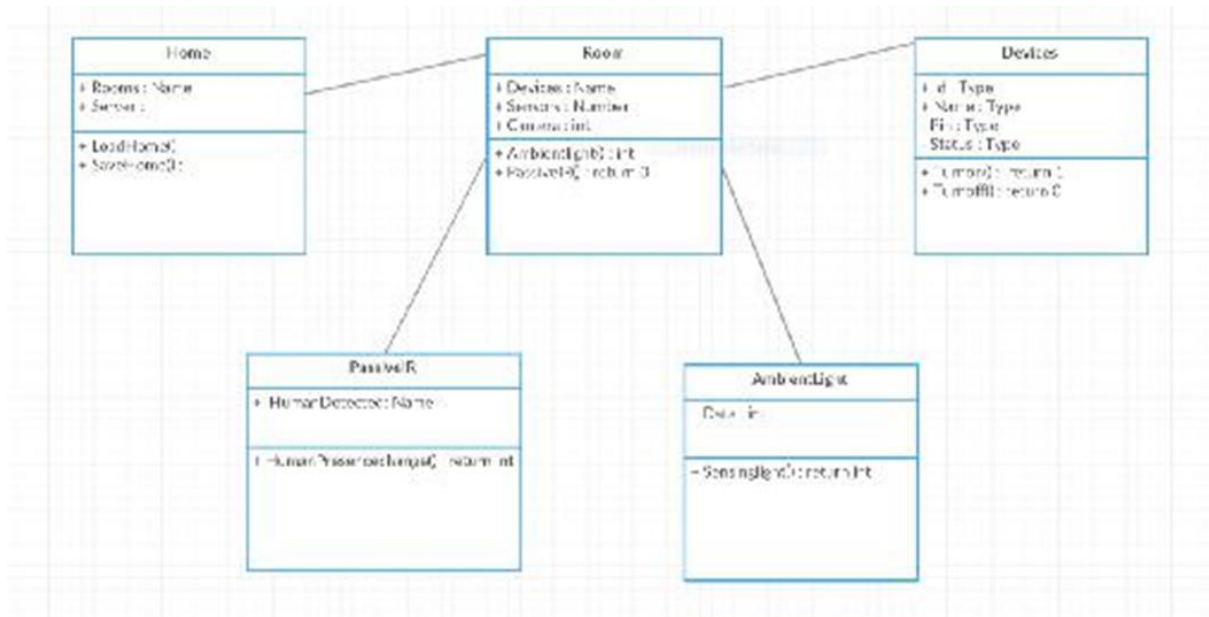 Home
+ Rooms : Name
+ Server :
+ LoadHome()
+ SaveHome() :
Room
+ Devices : Name
+ Sensors : Number
+ Camera : int
+ Ambientlight() : int
+ PassiveIR() : return 0
Devices
+ Id : Type
+ Name : Type
Pin : Type
Status : Type
+ Turnon() : return 1
+ Turnoff() : return 0
PassiveIR
+ HumanDetected : Name
+ HumanPresencechange() : return int
AmbientLight
Data : int
+ Sensinglight() : return int